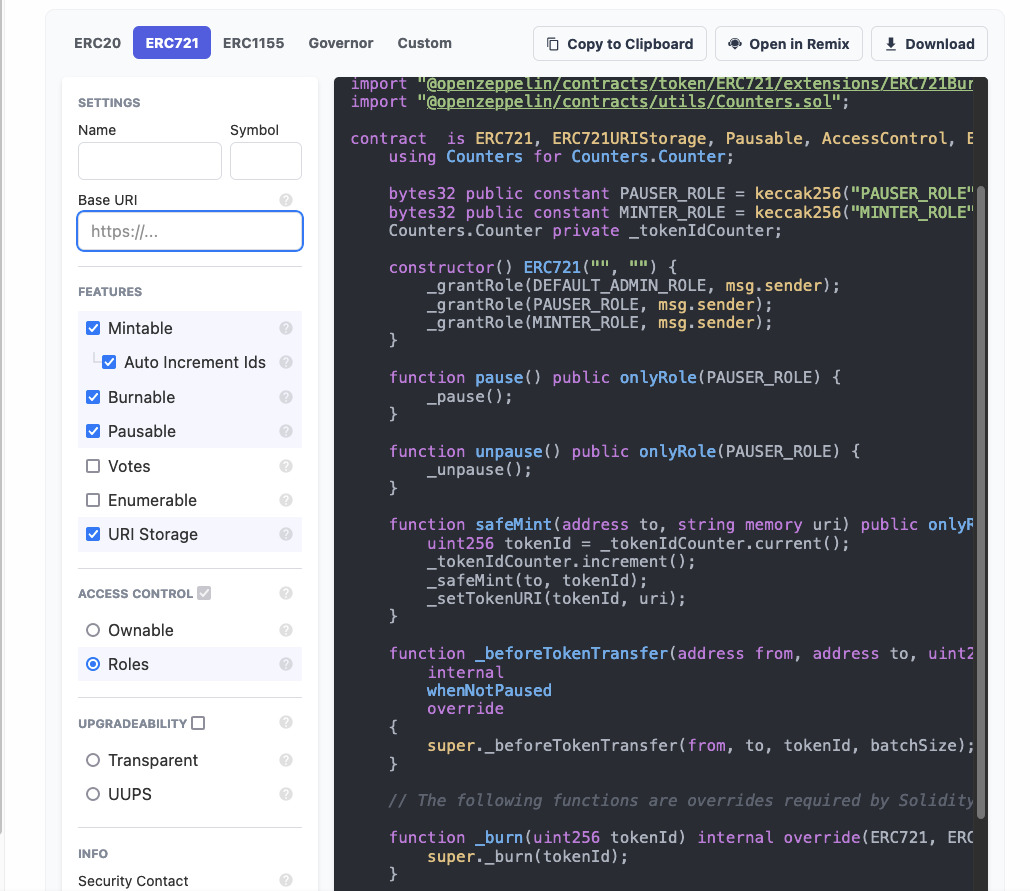 ERC20 ERC721 ERC1155 Governor Custom Copy to Clipboard Open in Remix Download
SETTINGS
Name Symbol
Base URI
https://...
FEATURES
Mintable
Auto Increment Ids
Burnable
Pausable
Votes
Enumerable
URI Storage
ACCESS CONTROL
Ownable
Roles
UPGRADEABILITY
Transparent
UUPS
INFO
Security Contact
import "@openzeppelin/contracts/token/ERC721/extensions/ERC721Bur
import "@openzeppelin/contracts/utils/Counters.sol";
contract  is ERC721, ERC721URIStorage, Pausable, AccessControl, E
using Counters for Counters.Counter;
bytes32 public constant PAUSER_ROLE = keccak256("PAUSER_ROLE"
bytes32 public constant MINTER_ROLE = keccak256("MINTER_ROLE"
Counters.Counter private _tokenIdCounter;
constructor() ERC721("", "") {
_grantRole(DEFAULT_ADMIN_ROLE, msg.sender);
_grantRole(PAUSER_ROLE, msg.sender);
_grantRole(MINTER_ROLE, msg.sender);
}
function pause() public onlyRole(PAUSER_ROLE) {
_pause();
}
function unpause() public onlyRole(PAUSER_ROLE) {
_unpause();
}
function safeMint(address to, string memory uri) public onlyR
uint256 tokenId = _tokenIdCounter.current();
_tokenIdCounter.increment();
_safeMint(to, tokenId);
_setTokenURI(tokenId, uri);
}
function _beforeTokenTransfer(address from, address to, uint2
internal
whenNotPaused
override
{
super._beforeTokenTransfer(from, to, tokenId, batchSize);
}
// The following functions are overrides required by Solidity
function _burn(uint256 tokenId) internal override(ERC721, ERC
super._burn(tokenId);
}